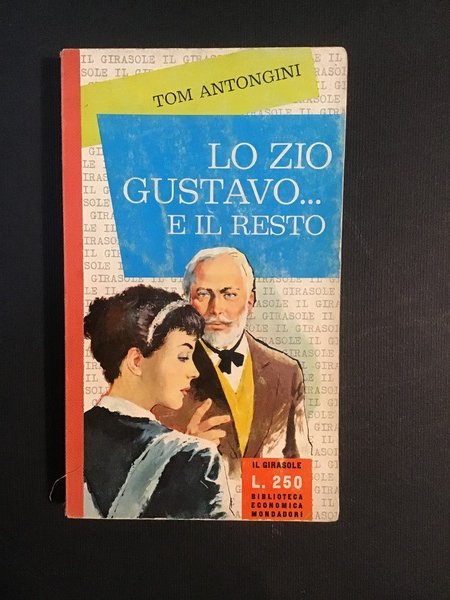 TOM ANTONGINI
LO ZIO
GUSTAVO...
E IL RESTO
IL GIRASOLE
L. 250
BIBLIOTECA
ECONOMICA
MONDADORI